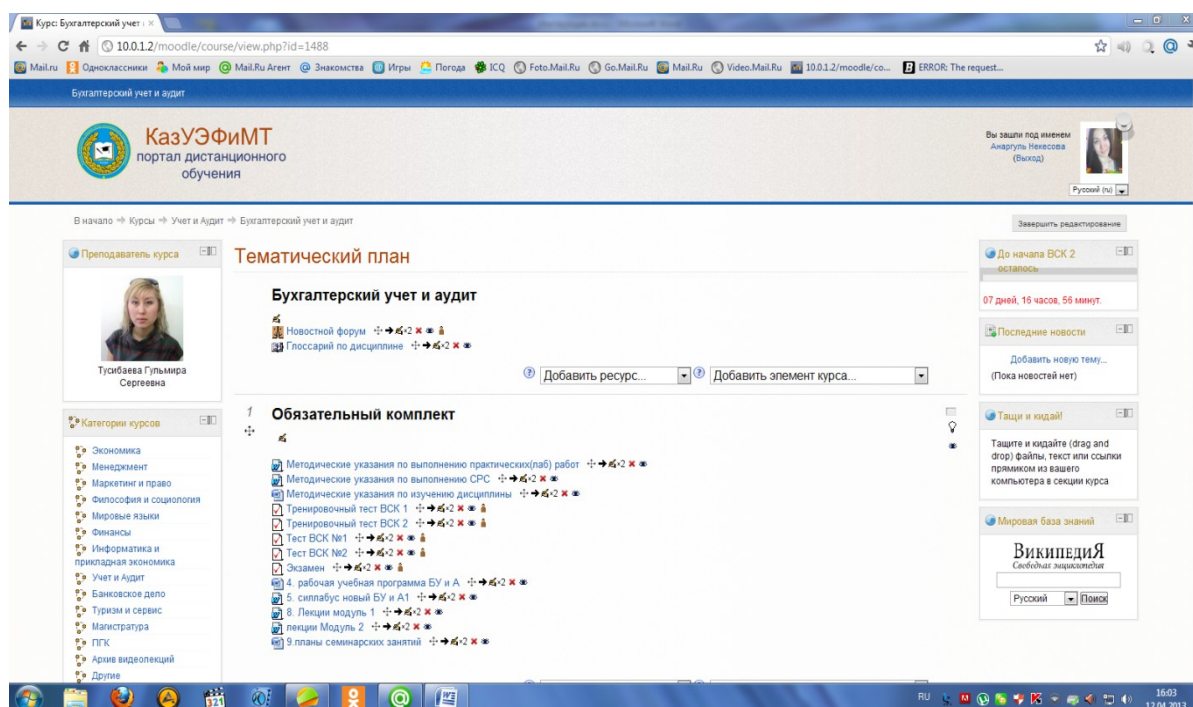 Курс: Бухгалтерский учет и
10.0.1.2/moodle/course/view.php?id=1488
Mail.ru Одноклассники Мой мир Mail.Ru Агент Знакомства Игры Погода ICQ Foto.Mail.Ru Go.Mail.Ru Mail.Ru Video.Mail.Ru 10.0.1.2/moodle/co... ERROR: The request...
Бухгалтерский учет и аудит
КазУЭФиМТ
портал дистанционного
обучения
Вы зашли под именем
Анаргуль Некесова
(Выход)
Русский (ru)
В начало ⇒ Курсы ⇒ Учет и Аудит ⇒ Бухгалтерский учет и аудит
Завершить редактирование
Преподаватель курса
Тусибаева Гульмира
Сергеевна
Категории курсов
Экономика
Менеджмент
Маркетинг и право
Философия и социология
Мировые языки
Финансы
Информатика и
прикладная экономика
Учет и Аудит
Банковское дело
Туризм и сервис
Магистратура
ПГК
Архив видеолекций
Другие
Тематический план
Бухгалтерский учет и аудит
Новостной форум
Глоссарий по дисциплине
Добавить ресурс... Добавить элемент курса...
1 Обязательный комплект
Методические указания по выполнению практических(лаб) работ
Методические указания по выполнению СРС
Методические указания по изучению дисциплины
Тренировочный тест ВСК 1
Тренировочный тест ВСК 2
Тест ВСК №1
Тест ВСК №2
Экзамен
4. рабочая учебная программа БУ и А
5. силлабус новый БУ и А1
8. Лекции модуль 1
лекции Модуль 2
9.планы семинарских занятий
До начала ВСК 2
осталось
07 дней, 16 часов, 56 минут.
Последние новости
Добавить новую тему...
(Пока новостей нет)
Тащи и кидай!
Тащите и кидайте (drag and
drop) файлы, текст или ссылки
прямиком из вашего
компьютера в секции курса
Мировая база знаний
ВикипедиЯ
Свободная энциклопедия
Русский Поиск
RU
16:03
12.04.2013